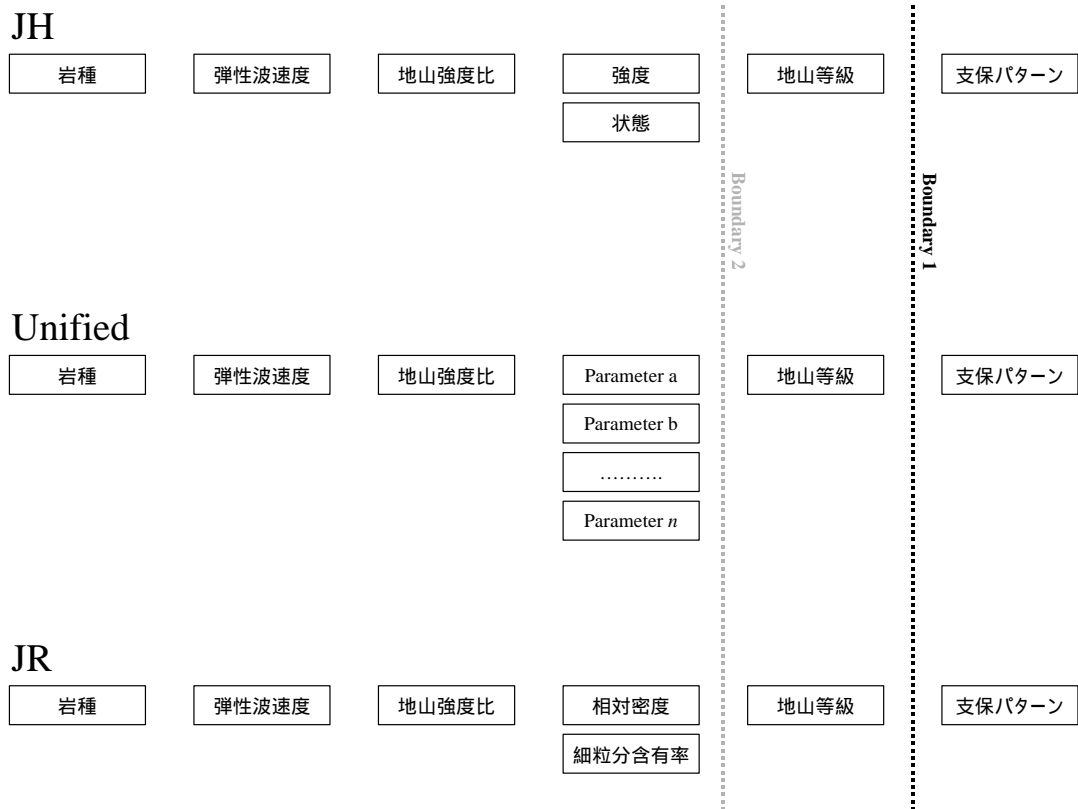 JH
岩種
弾性波速度
地山強度比
強度
地山等級
支保パターン
状態
Boundary 2
Boundary 1
Unified
岩種
弾性波速度
地山強度比
Parameter a
地山等級
支保パターン
Parameter b
……….
Parameter n
JR
岩種
弾性波速度
地山強度比
相対密度
地山等級
支保パターン
細粒分含有率